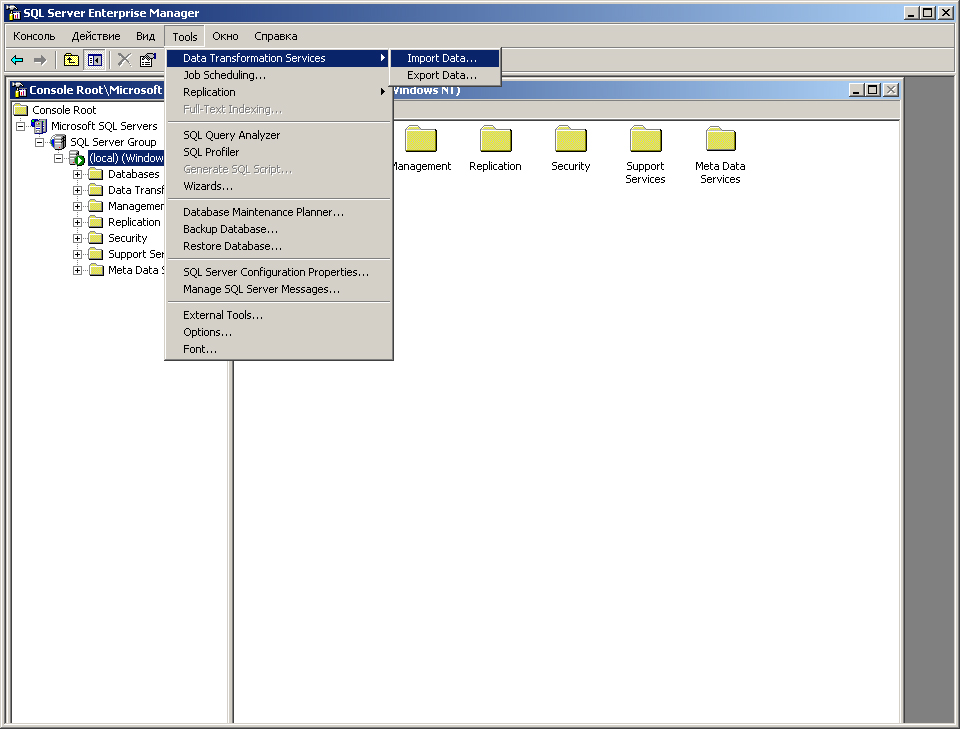 SQL Server Enterprise Manager
Консоль Действие Вид Tools Окно Справка
Console Root\Microsoft
Windows NT)
Data Transformation Services
Import Data...
Export Data...
Job Scheduling...
Replication
Full-Text Indexing...
SQL Query Analyzer
SQL Profiler
Generate SQL Script...
Wizards...
Database Maintenance Planner...
Backup Database...
Restore Database...
SQL Server Configuration Properties...
Manage SQL Server Messages...
External Tools...
Options...
Font...
Console Root
Microsoft SQL Servers
SQL Server Group
(local) (Window
Databases
Data Transf
Managemer
Replication
Security
Support Ser
Meta Data S
Management
Replication
Security
Support
Services
Meta Data
Services